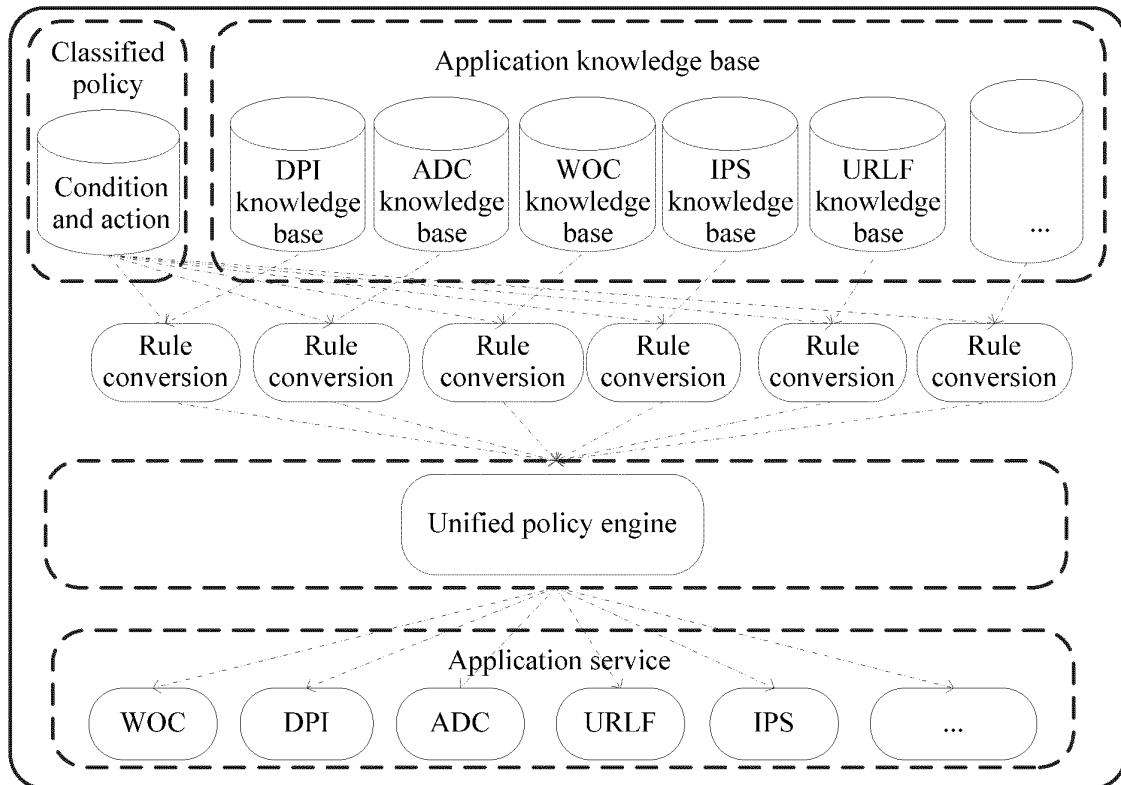 Classified
policy
Application knowledge base
Condition
and action
DPI
knowledge
base
ADC
knowledge
base
WOC
knowledge
base
IPS
knowledge
base
URLF
knowledge
base
...
Rule
conversion
Rule
conversion
Rule
conversion
Rule
conversion
Rule
conversion
Rule
conversion
Unified policy engine
Application service
WOC
DPI
ADC
URLF
IPS
...